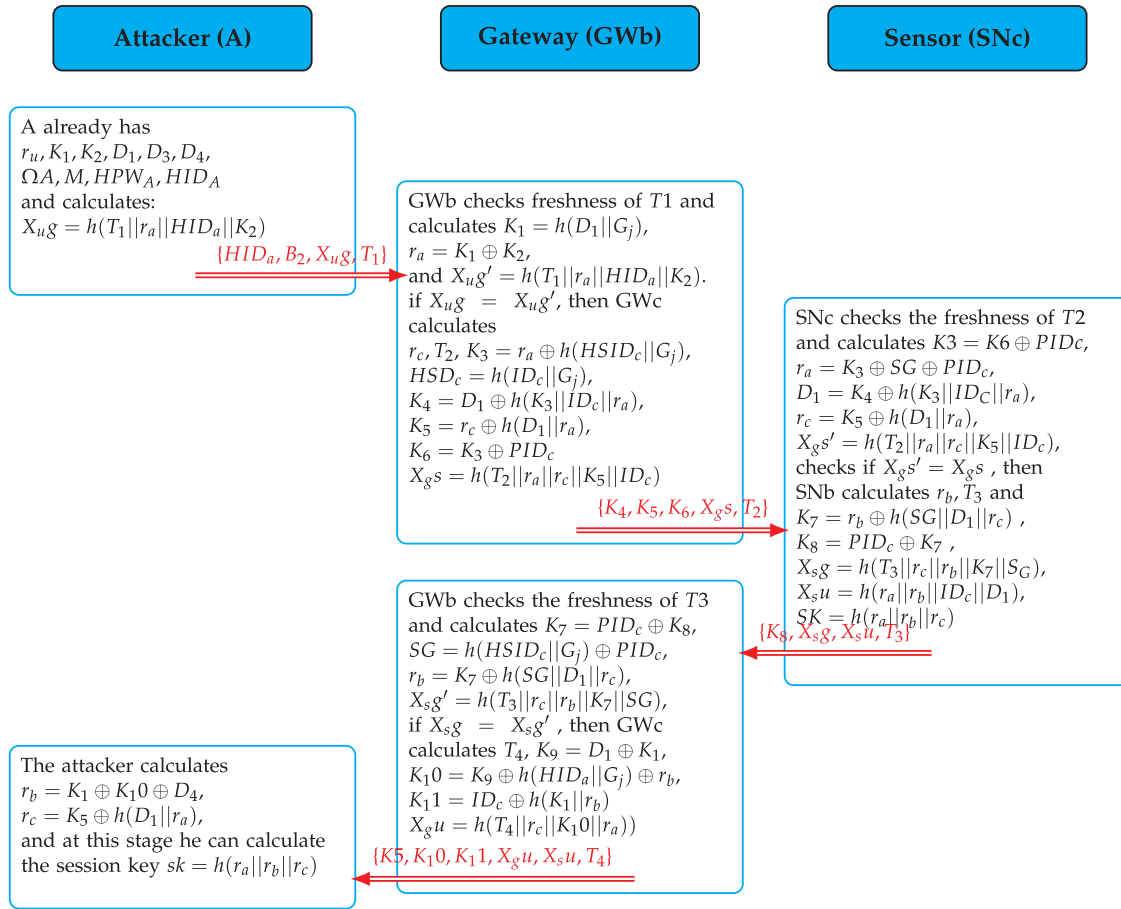 Attacker (A)
Gateway (GWb)
Sensor (SNc)
A already has
r_u, K_1, K_2, D_1, D_3, D_4,
ΩA, M, HPW_A, HID_A
and calculates:
X_ug = h(T_1||r_a||HID_a||K_2)
{HID_a, B_2, X_ug, T_1}
GWb checks freshness of T1 and
calculates K_1 = h(D_1||G_j),
r_a = K_1 ⊕ K_2,
and X_ug′ = h(T_1||r_a||HID_a||K_2).
if X_ug = X_ug′, then GWc
calculates
r_c, T_2, K_3 = r_a ⊕ h(HSID_c||G_j),
HSD_c = h(ID_c||G_j),
K_4 = D_1 ⊕ h(K_3||ID_c||r_a),
K_5 = r_c ⊕ h(D_1||r_a),
K_6 = K_3 ⊕ PID_c
X_gs = h(T_2||r_a||r_c||K_5||ID_c)
{K_4, K_5, K_6, X_gs, T_2}
SNc checks the freshness of T2
and calculates K3 = K6 ⊕ PIDc,
r_a = K_3 ⊕ SG ⊕ PID_c,
D_1 = K_4 ⊕ h(K_3||ID_C||r_a),
r_c = K_5 ⊕ h(D_1||r_a),
X_gs′ = h(T_2||r_a||r_c||K_5||ID_c),
checks if X_gs′ = X_gs , then
SNb calculates r_b, T_3 and
K_7 = r_b ⊕ h(SG||D_1||r_c) ,
K_8 = PID_c ⊕ K_7 ,
X_sg = h(T_3||r_c||r_b||K_7||S_G),
X_su = h(r_a||r_b||ID_c||D_1),
SK = h(r_a||r_b||r_c)
{K_8, X_sg, X_su, T_3}
GWb checks the freshness of T3
and calculates K_7 = PID_c ⊕ K_8,
SG = h(HSID_c||G_j) ⊕ PID_c,
r_b = K_7 ⊕ h(SG||D_1||r_c),
X_sg′ = h(T_3||r_c||r_b||K_7||SG),
if X_sg = X_sg′ , then GWc
calculates T_4, K_9 = D_1 ⊕ K_1,
K_10 = K_9 ⊕ h(HID_a||G_j) ⊕ r_b,
K_11 = ID_c ⊕ h(K_1||r_b)
X_gu = h(T_4||r_c||K_10||r_a))
{K5, K_10, K_11, X_gu, X_su, T_4}
The attacker calculates
r_b = K_1 ⊕ K_10 ⊕ D_4,
r_c = K_5 ⊕ h(D_1||r_a),
and at this stage he can calculate
the session key sk = h(r_a||r_b||r_c)